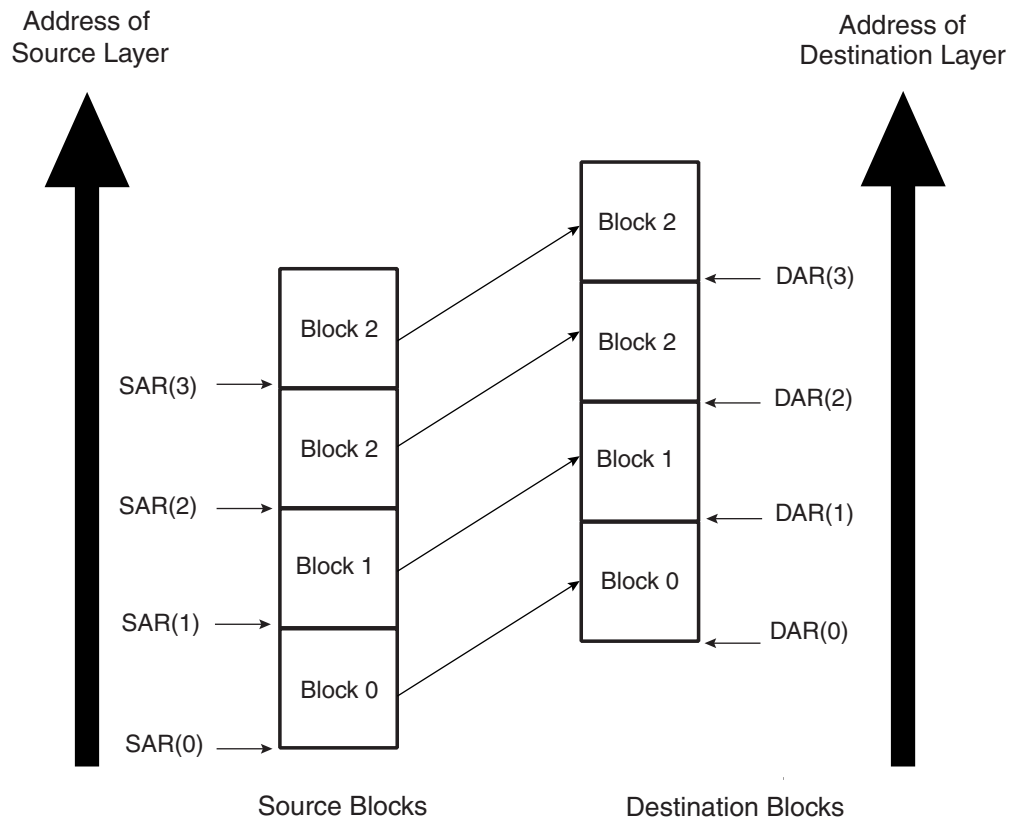 Address of
Source Layer
Address of
Destination Layer
Block 2
DAR(3)
Block 2
SAR(3)
Block 2
DAR(2)
Block 2
SAR(2)
Block 1
DAR(1)
Block 1
SAR(1)
Block 0
DAR(0)
Block 0
SAR(0)
Source Blocks
Destination Blocks